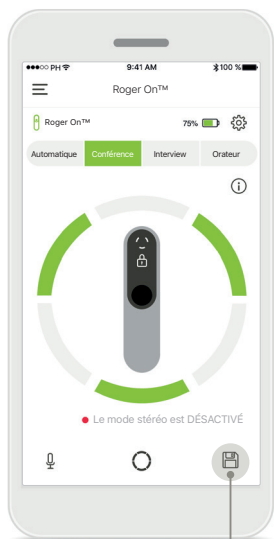 PH 9:41 AM 100 %
Roger On™
Roger On™ 75%
Automatique Conférence Interview Orateur
Le mode stéréo est DÉSACTIVÉ